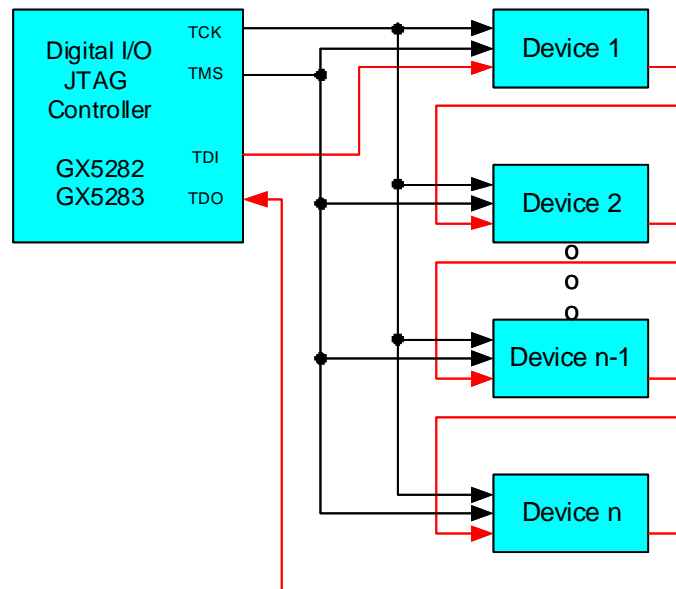 Digital I/O
JTAG
Controller
GX5282
GX5283
TCK
TMS
TDI
TDO
Device 1
Device 2
o
o
o
Device n-1
Device n